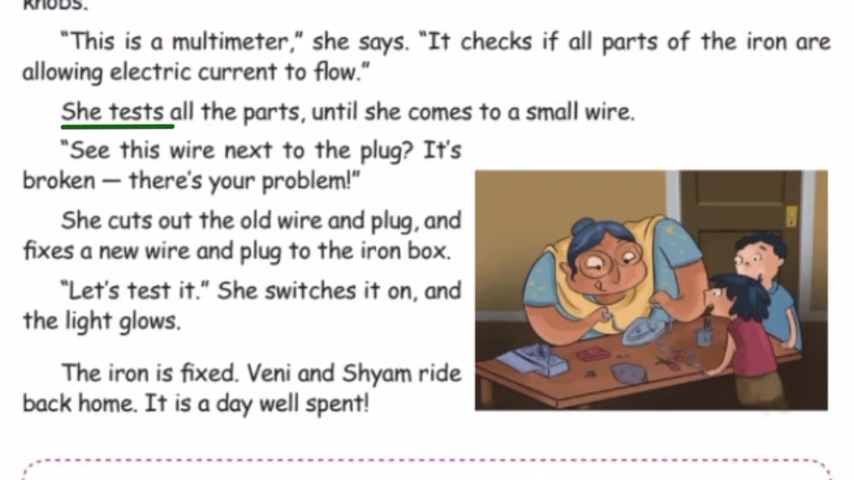 knobs.
“This is a multimeter,” she says. “It checks if all parts of the iron are
allowing electric current to flow.”
She tests all the parts, until she comes to a small wire.
“See this wire next to the plug? It’s
broken — there’s your problem!”
She cuts out the old wire and plug, and
fixes a new wire and plug to the iron box.
“Let’s test it.” She switches it on, and
the light glows.
The iron is fixed. Veni and Shyam ride
back home. It is a day well spent!